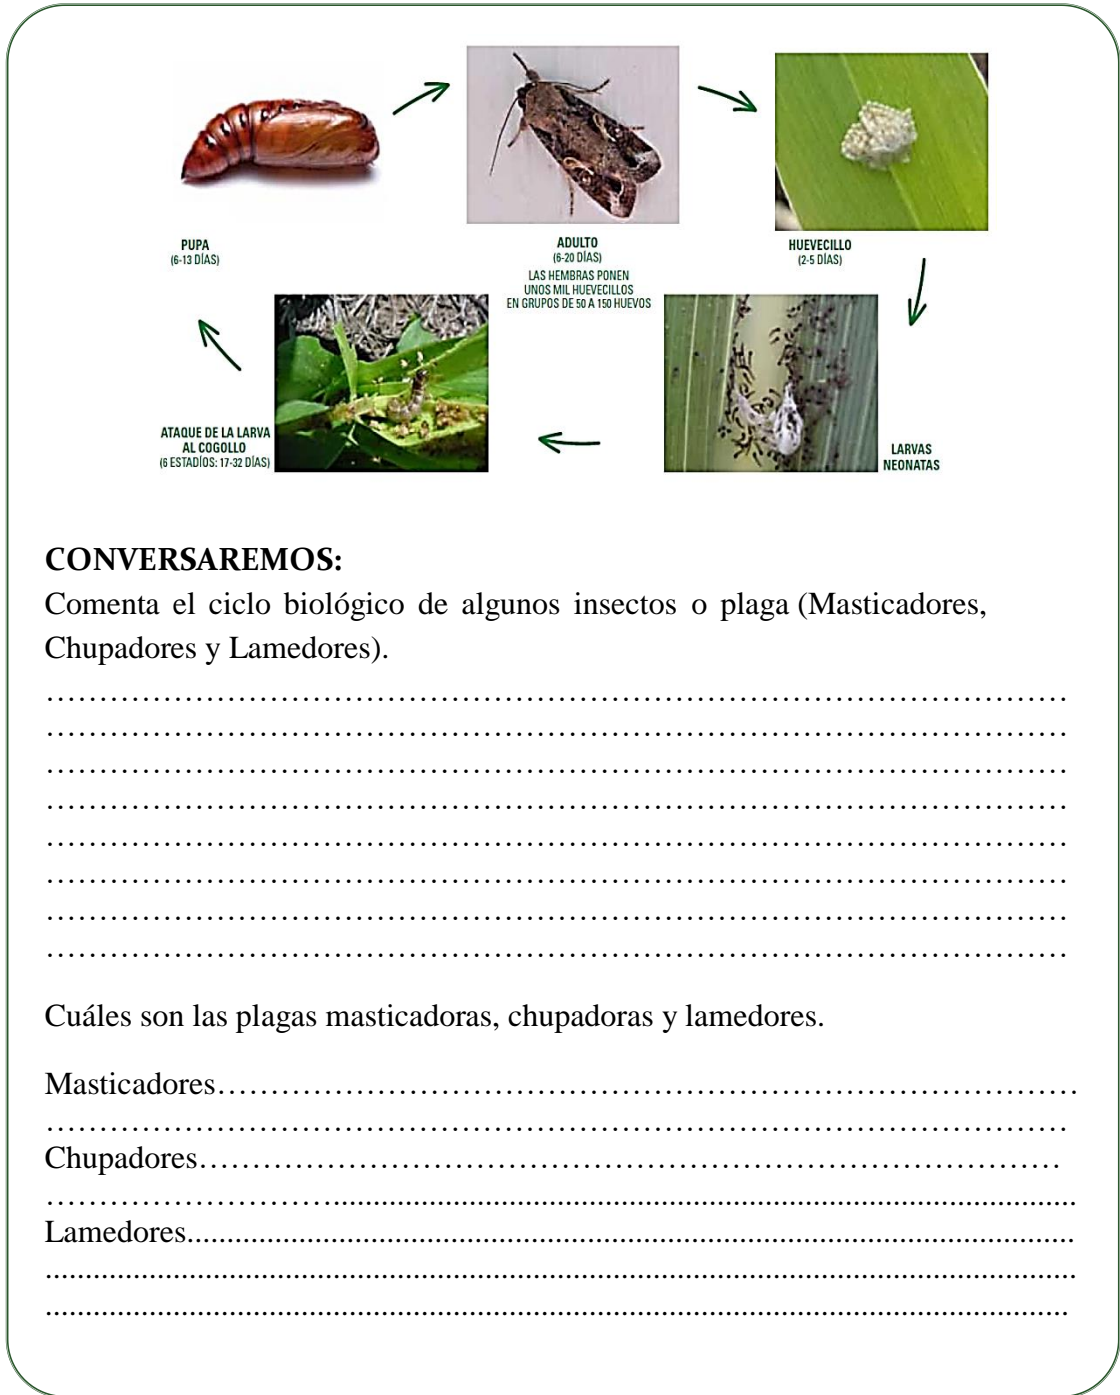 PUPA
(6-13 DÍAS)
ADULTO
(6-20 DÍAS)
LAS HEMBRAS PONEN
UNOS MIL HUEVECILLOS
EN GRUPOS DE 50 A 150 HUEVOS
HUEVECILLO
(2-5 DÍAS)
ATAQUE DE LA LARVA
AL COGOLLO
(6 ESTADÍOS: 17-32 DÍAS)
LARVAS
NEONATAS
CONVERSAREMOS:
Comenta el ciclo biológico de algunos insectos o plaga (Masticadores,
Chupadores y Lamedores).
……………………………………………………………………………………………………
……………………………………………………………………………………………………
……………………………………………………………………………………………………
……………………………………………………………………………………………………
……………………………………………………………………………………………………
……………………………………………………………………………………………………
……………………………………………………………………………………………………
……………………………………………………………………………………………………
Cuáles son las plagas masticadoras, chupadoras y lamedores.
Masticadores……………………………………………………………………………………
……………………………………………………………………………………………………
Chupadores………………………………………………………………………………………
…………………………..............................................................................................
Lamedores...............................................................................................................
.................................................................................................................................
................................................................................................................................